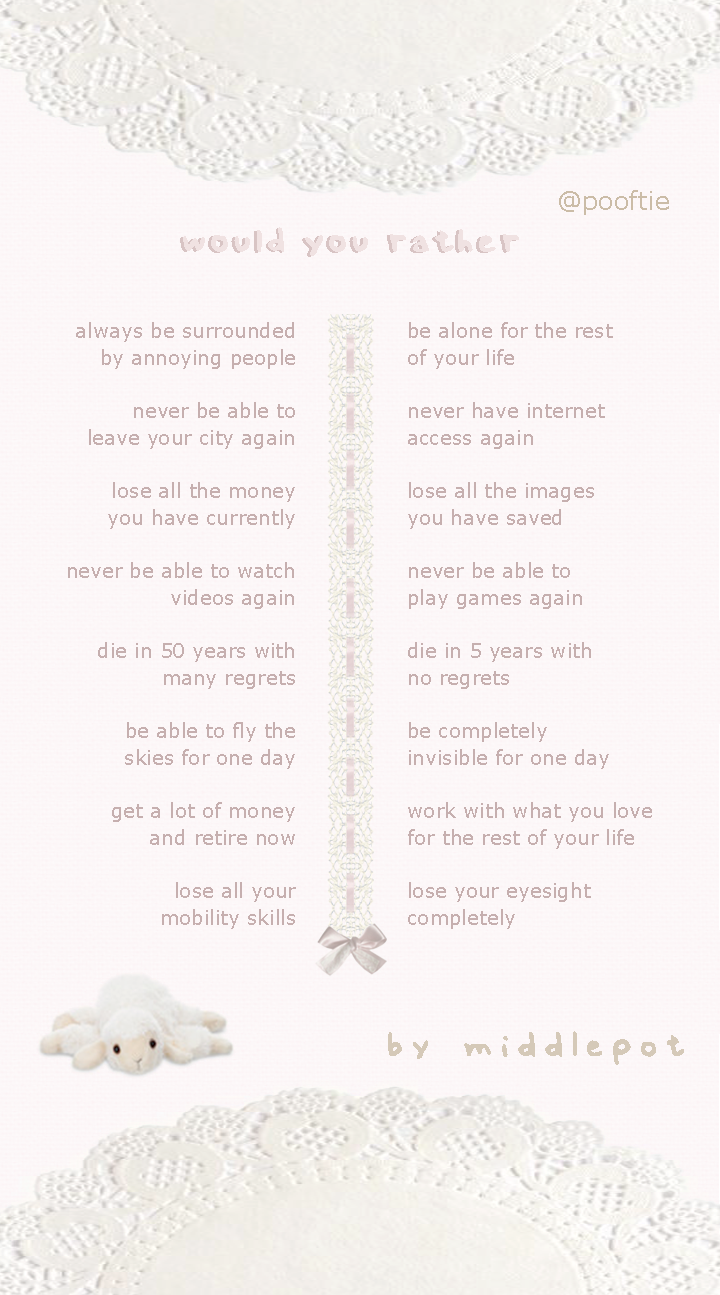 @pooftie
would you rather
always be surrounded
by annoying people
be alone for the rest
of your life
never be able to
leave your city again
never have internet
access again
lose all the money
you have currently
lose all the images
you have saved
never be able to watch
videos again
never be able to
play games again
die in 50 years with
many regrets
die in 5 years with
no regrets
be able to fly the
skies for one day
be completely
invisible for one day
get a lot of money
and retire now
work with what you love
for the rest of your life
lose all your
mobility skills
lose your eyesight
completely
by middlepot